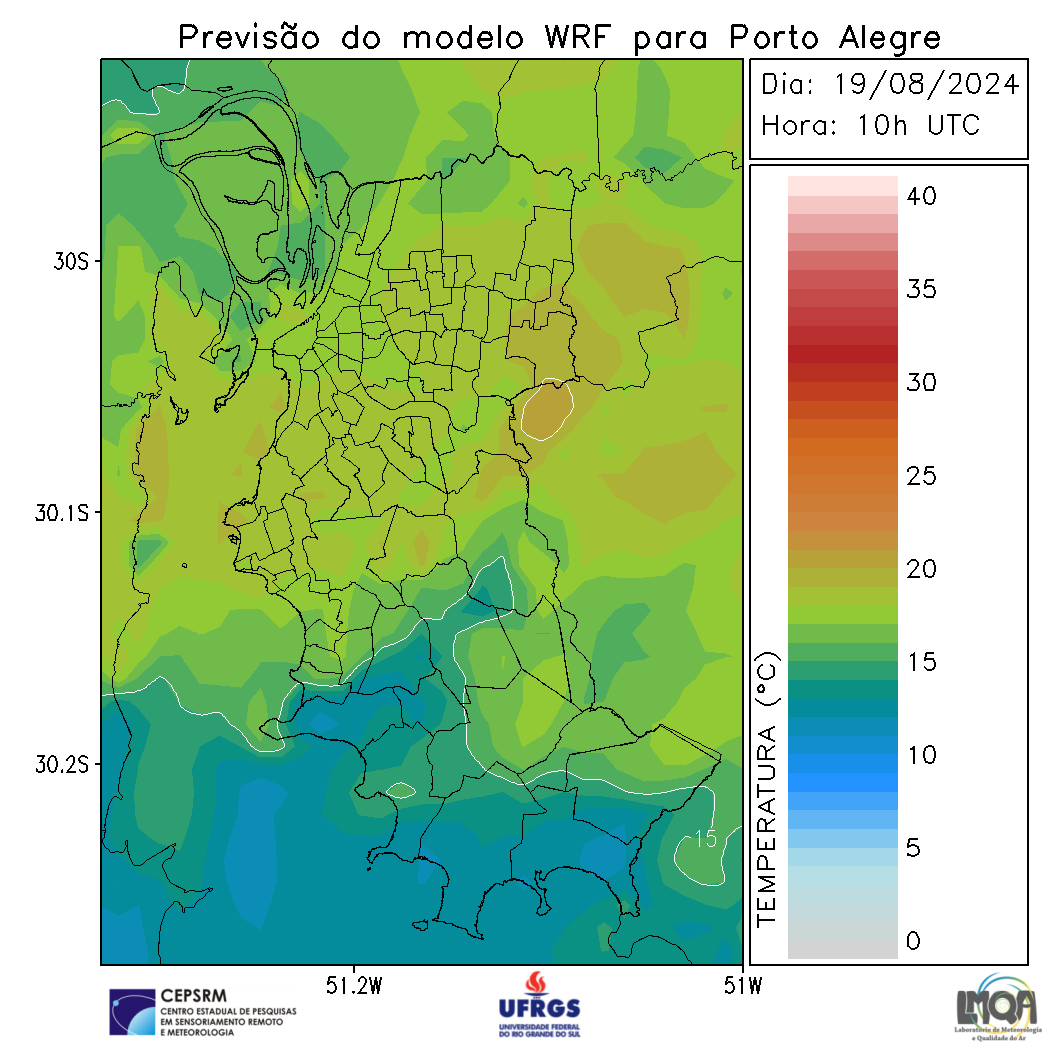 Previsão do modelo WRF para Porto Alegre
Dia: 19/08/2024
Hora: 10h UTC
30S
30.1S
30.2S
51.2W
51W
15
TEMPERATURA (°C)
40
35
30
25
20
15
10
5
0
CEPSRM
CENTRO ESTADUAL DE PESQUISAS
EM SENSORIAMENTO REMOTO
E METEOROLOGIA
UFRGS
UNIVERSIDADE FEDERAL
DO RIO GRANDE DO SUL
LMQA
Laboratório de Meteorologia
e Qualidade do Ar